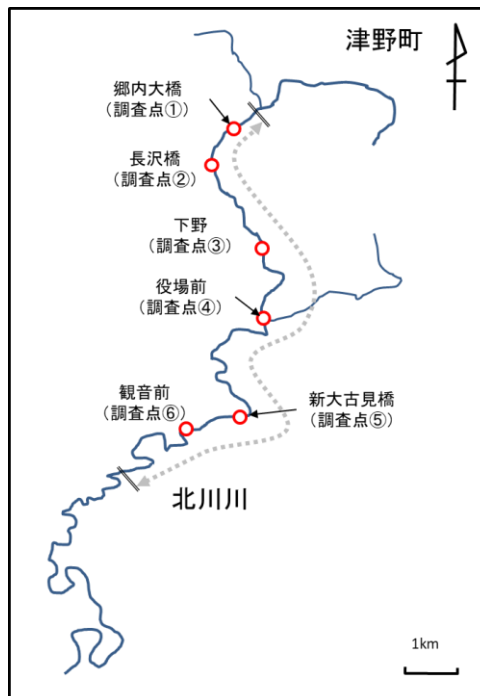 津野町
郷内大橋
（調査点①）
長沢橋
（調査点②）
下野
（調査点③）
役場前
（調査点④）
観音前
（調査点⑥）
新大古見橋
（調査点⑤）
北川川
1km